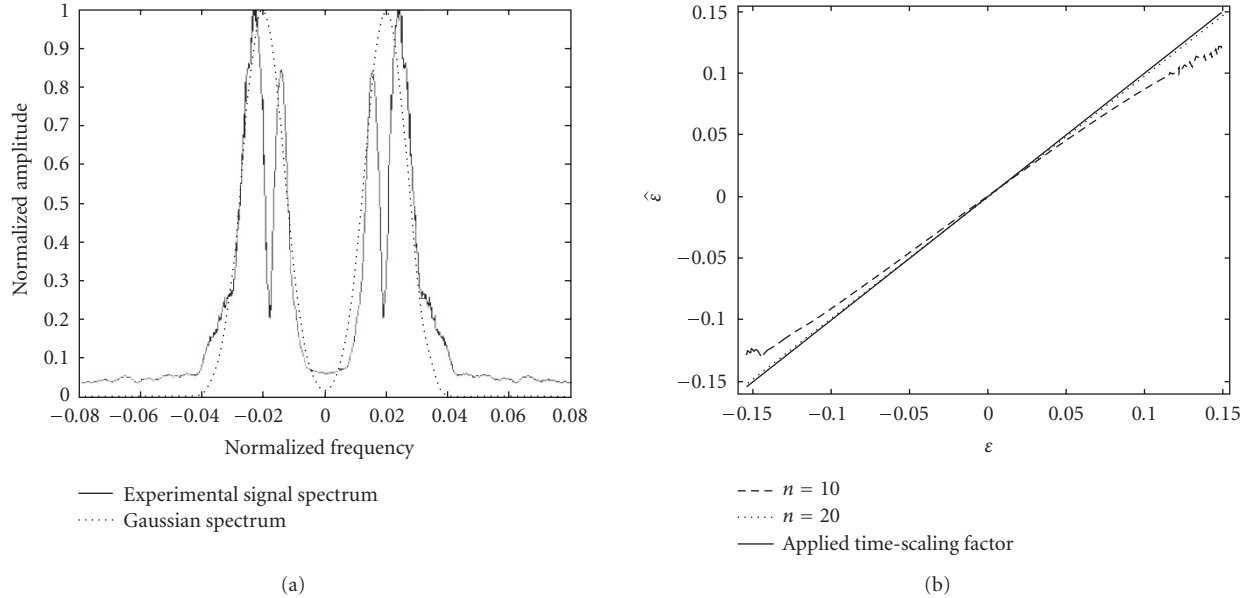 1
0.9
0.8
0.7
0.6
0.5
0.4
0.3
0.2
0.1
0
Normalized amplitude
−0.08 −0.06 −0.04 −0.02 0 0.02 0.04 0.06 0.08
Normalized frequency
Experimental signal spectrum
Gaussian spectrum
(a)
0.15
0.1
0.05
0
−0.05
−0.1
−0.15
ε̂
−0.15 −0.1 −0.05 0 0.05 0.1 0.15
ε
n = 10
n = 20
Applied time-scaling factor
(b)